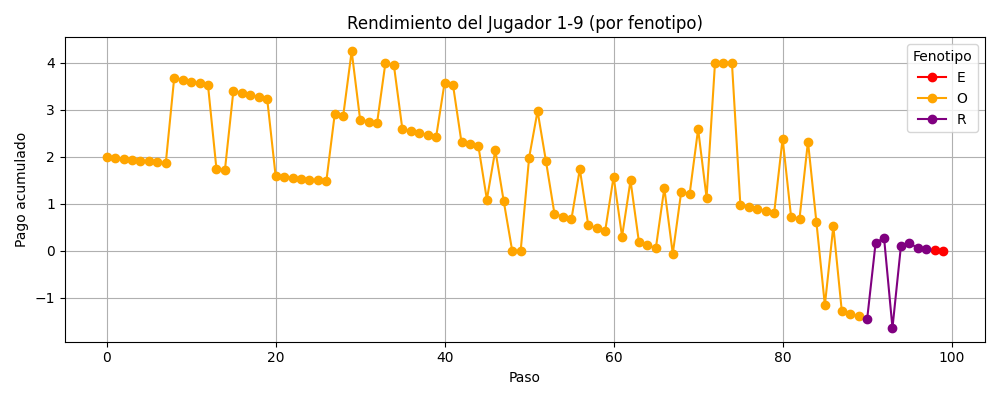 Rendimiento del Jugador 1-9 (por fenotipo)
Pago acumulado
4
3
2
1
0
−1
0
20
40
60
80
100
Paso
Fenotipo
E
O
R